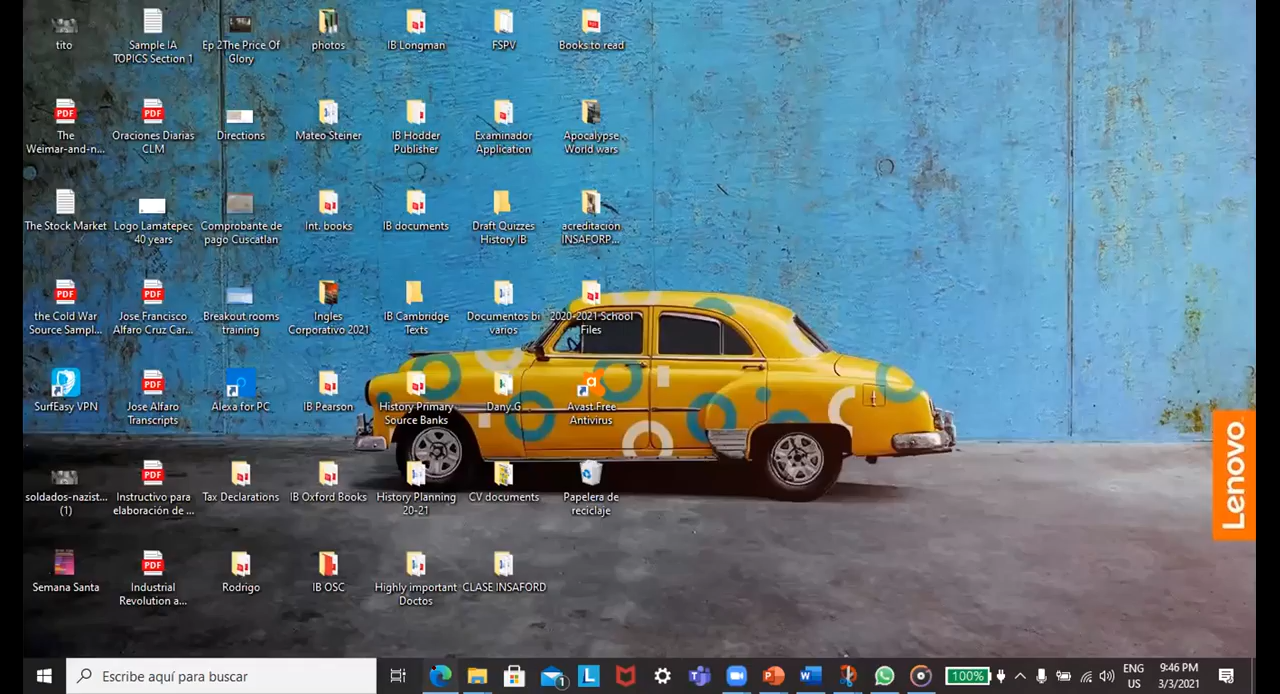 tito
Sample IA
TOPICS Section 1
Ep 2The Price Of
Glory
photos
IB Longman
FSPV
Books to read
The
Weimar-and-n...
Oraciones Diarias
CLM
Directions
Mateo Steiner
IB Hodder
Publisher
Examinador
Application
Apocalypse
World wars
The Stock Market
Logo Lamatepec
40 years
Comprobante de
pago Cuscatlan
Int. books
IB documents
Draft Quizzes
History IB
acreditación
INSAFORP...
the Cold War
Source Sampl...
Jose Francisco
Alfaro Cruz Car...
Breakout rooms
training
Ingles
Corporativo 2021
IB Cambridge
Texts
Documentos bi
varios
2020-2021 School
Files
SurfEasy VPN
Jose Alfaro
Transcripts
Alexa for PC
IB Pearson
History Primary
Source Banks
Dany.G
Avast Free
Antivirus
soldados-nazist...
(1)
Instructivo para
elaboración de ...
Tax Declarations
IB Oxford Books
History Planning
20-21
CV documents
Papelera de
reciclaje
Semana Santa
Industrial
Revolution a...
Rodrigo
IB OSC
Highly important
Doctos
CLASE INSAFORD
Lenovo
Escribe aquí para buscar
100%
ENG
US
9:46 PM
3/3/2021